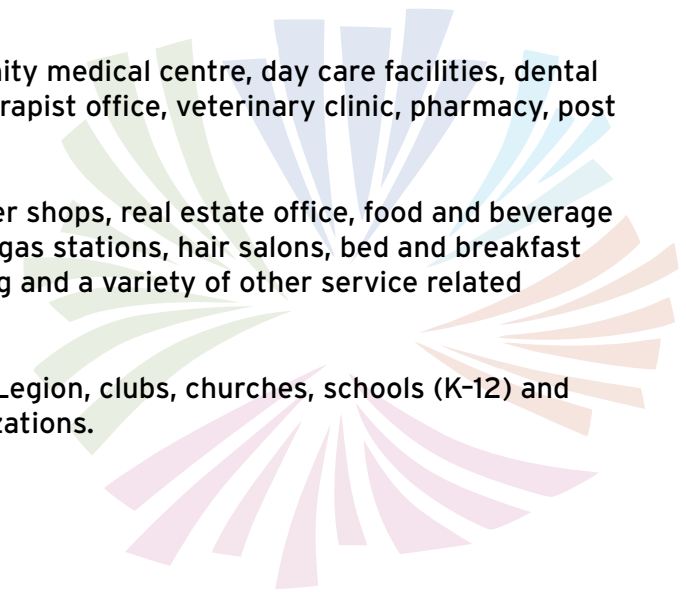 ity medical centre, day care facilities, dental
rapist office, veterinary clinic, pharmacy, post
er shops, real estate office, food and beverage
gas stations, hair salons, bed and breakfast
g and a variety of other service related
Legion, clubs, churches, schools (K–12) and
zations.